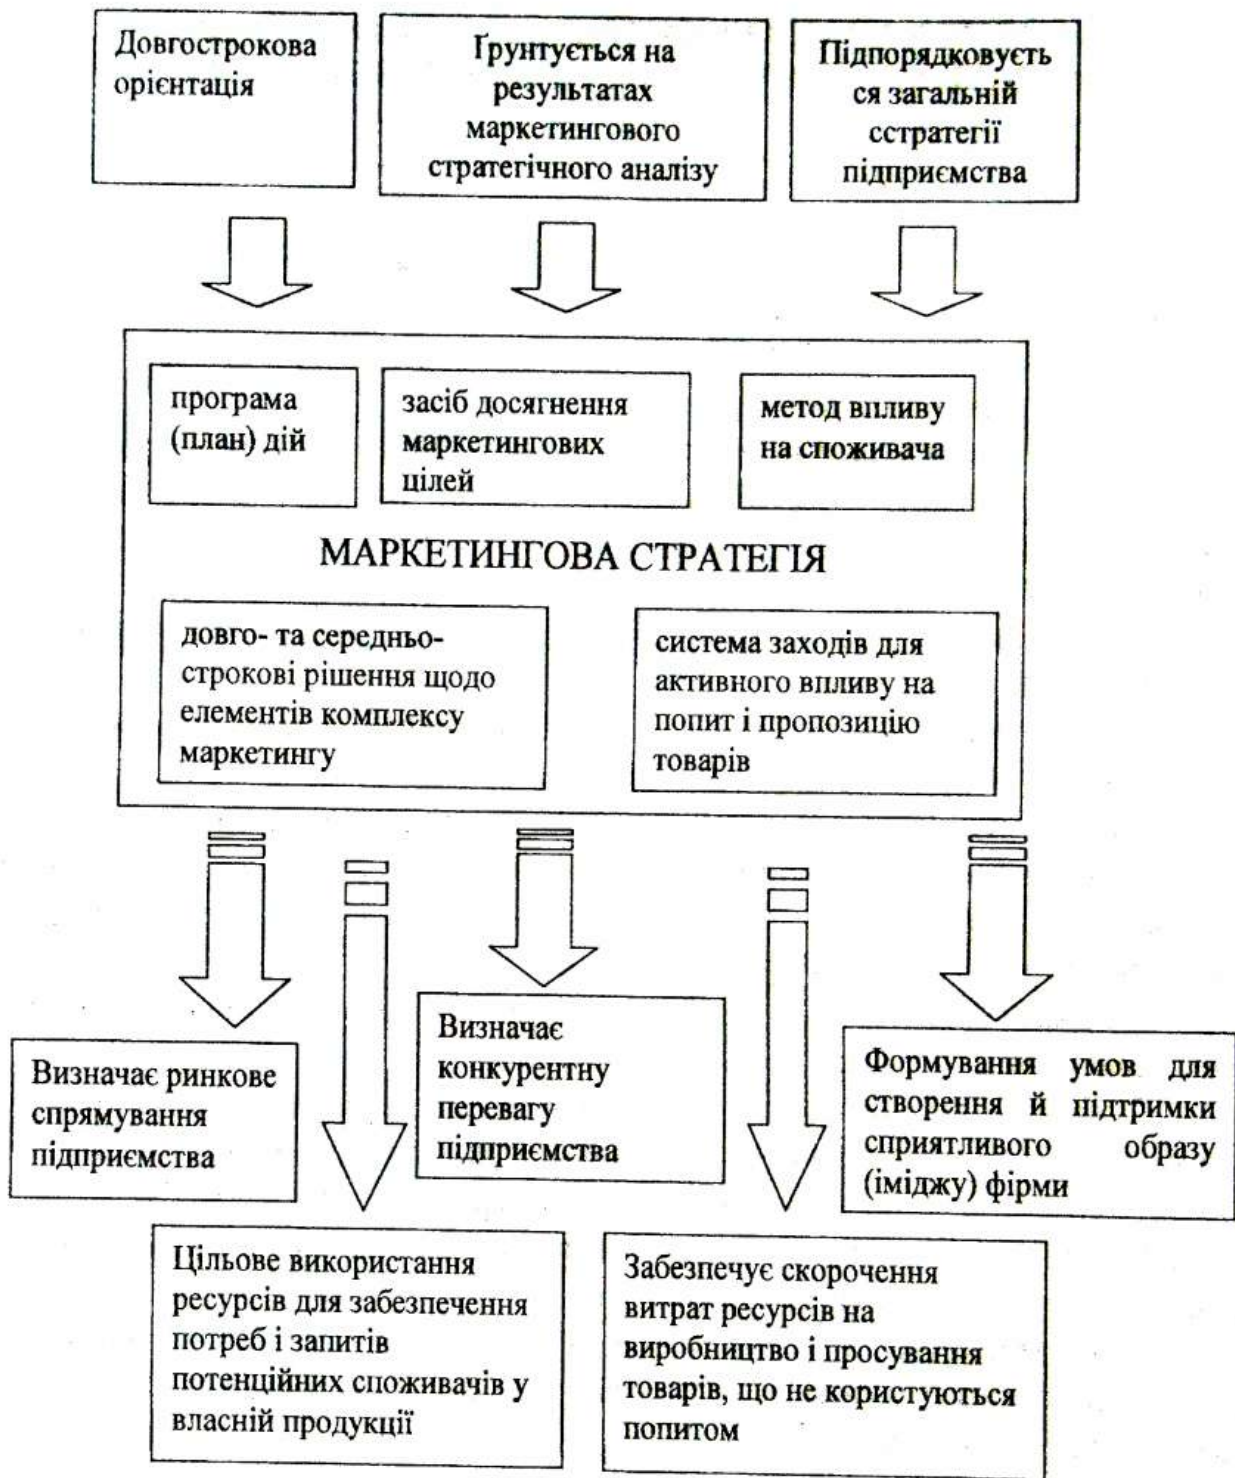 Довгострокова
орієнтація
Ґрунтується на
результатах
маркетингового
стратегічного аналізу
Підпорядковуєть
ся загальній
сстратегії
підприємства
програма
(план) дій
засіб досягнення
маркетингових
цілей
метод впливу
на споживача
МАРКЕТИНГОВА СТРАТЕГІЯ
довго- та середньо-
строкові рішення щодо
елементів комплексу
маркетингу
система заходів для
активного впливу на
попит і пропозицію
товарів
Визначає ринкове
спрямування
підприємства
Визначає
конкурентну
перевагу
підприємства
Формування умов для
створення й підтримки
сприятливого образу
(іміджу) фірми
Цільове використання
ресурсів для забезпечення
потреб і запитів
потенційних споживачів у
власній продукції
Забезпечує скорочення
витрат ресурсів на
виробництво і просування
товарів, що не користуються
попитом